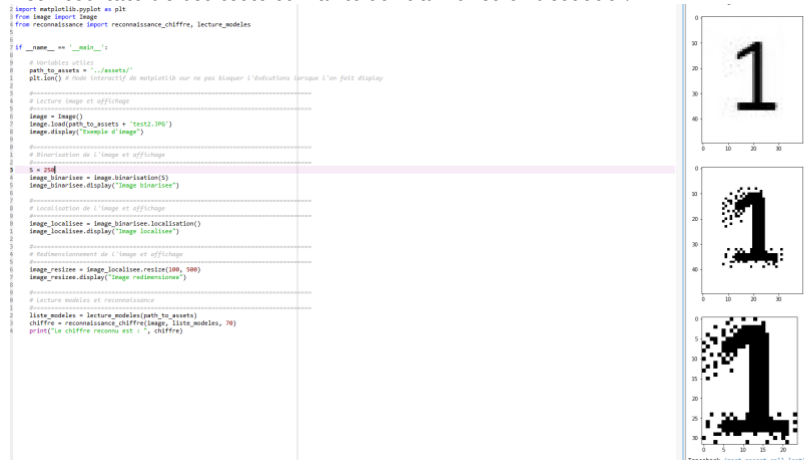 import matplotlib.pyplot as plt
from image import Image
from reconnaissance import reconnaissance_chiffre, lecture_modeles
if __name__ == '__main__':
# Variables utiles
path_to_assets = '../assets/'
plt.ion() # Mode interactif de matplotlib our ne pas bloquer l'éxécutions lorsque l'on fait display
#==============================================================================
# Lecture image et affichage
#==============================================================================
image = Image()
image.load(path_to_assets + 'test2.JPG')
image.display("Exemple d'image")
#==============================================================================
# Binarisation de l'image et affichage
#==============================================================================
S = 250
image_binarisee = image.binarisation(S)
image_binarisee.display("Image binarisee")
#==============================================================================
# Localisation de l'image et affichage
#==============================================================================
image_localisee = image_binarisee.localisation()
image_localisee.display("Image localisee")
#==============================================================================
# Redimensionnement de l'image et affichage
#==============================================================================
image_resizee = image_localisee.resize(100, 500)
image_resizee.display("Image redimensionee")
#==============================================================================
# Lecture modeles et reconnaissance
#==============================================================================
liste_modeles = lecture_modeles(path_to_assets)
chiffre = reconnaissance_chiffre(image, liste_modeles, 70)
print("Le chiffre reconnu est : ", chiffre)
0
10
20
30
40
0 10 20 30
1
0
10
20
30
40
0 10 20 30
1
0
5
10
15
20
25
30
0 5 10 15 20
1